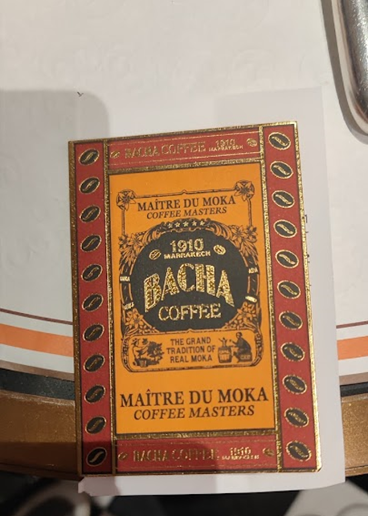 BACHA COFFEE 1910 MARRAKECH
MAÎTRE DU MOKA
COFFEE MASTERS
1910
MARRAKECH
BACHA
COFFEE
THE GRAND
TRADITION OF
REAL MOKA
MAÎTRE DU MOKA
COFFEE MASTERS
BACHA COFFEE 1910 MARRAKECH